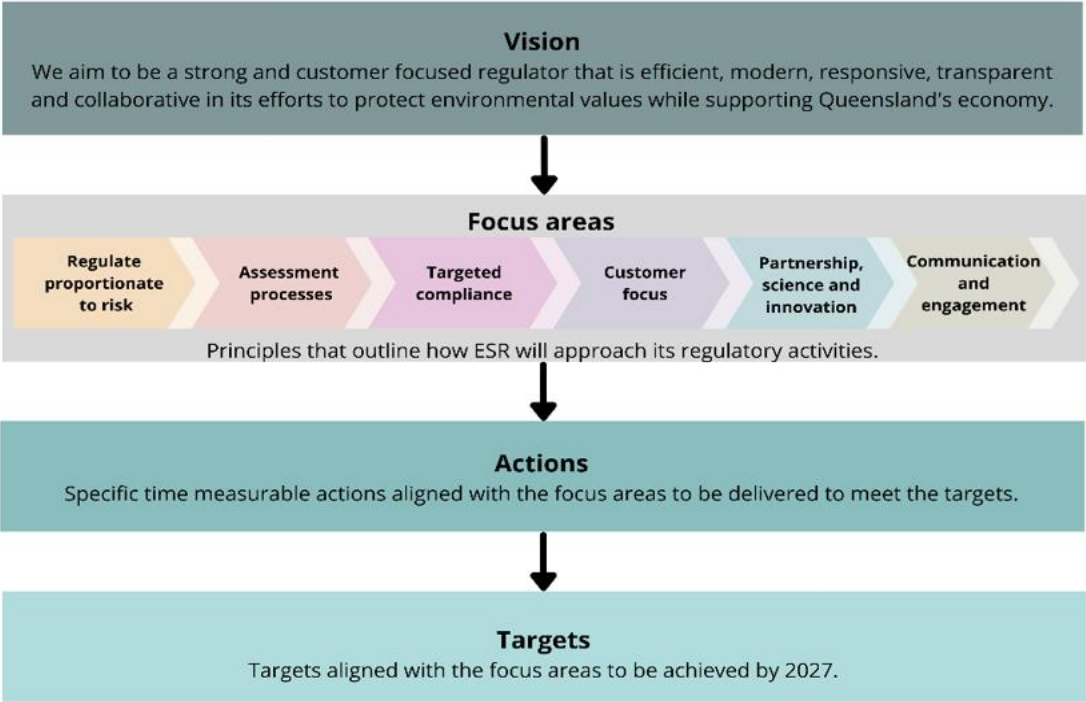 Vision
We aim to be a strong and customer focused regulator that is efficient, modern, responsive, transparent
and collaborative in its efforts to protect environmental values while supporting Queensland's economy.
Focus areas
Regulate
proportionate
to risk
Assessment
processes
Targeted
compliance
Customer
focus
Partnership,
science and
innovation
Communication
and
engagement
Principles that outline how ESR will approach its regulatory activities.
Actions
Specific time measurable actions aligned with the focus areas to be delivered to meet the targets.
Targets
Targets aligned with the focus areas to be achieved by 2027.